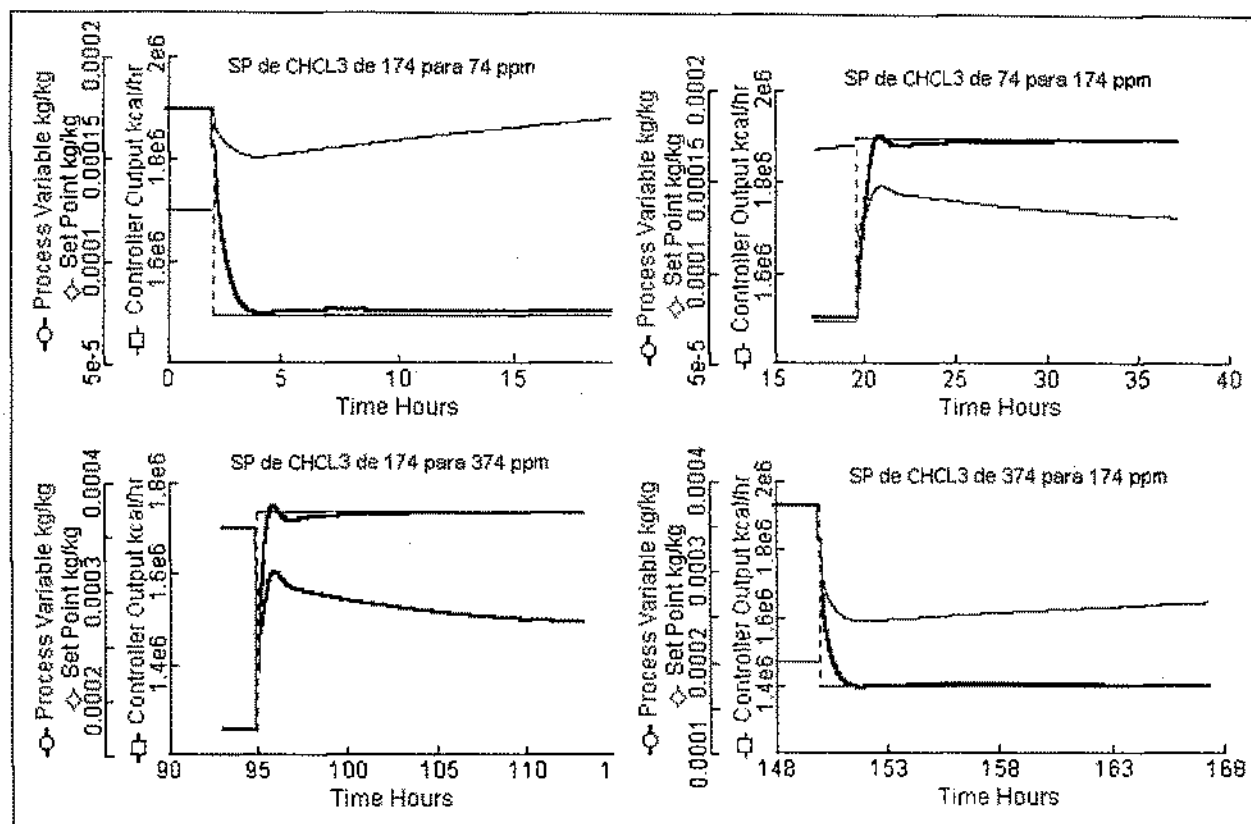 SP de CHCL3 de 174 para 74 ppm
Process Variable kg/kg
Set Point kg/kg
5e-5 0.0001 0.00015 0.0002
Controller Output kcal/hr
1.6e6 1.8e6 2e6
0 5 10 15
Time Hours
SP de CHCL3 de 74 para 174 ppm
Process Variable kg/kg
Set Point kg/kg
5e-5 0.0001 0.00015 0.0002
Controller Output kcal/hr
1.6e6 1.8e6 2e6
15 20 25 30 35 40
Time Hours
SP de CHCL3 de 174 para 374 ppm
Process Variable kg/kg
Set Point kg/kg
0.0002 0.0003 0.0004
Controller Output kcal/hr
1.4e6 1.6e6 1.8e6
90 95 100 105 110 1
Time Hours
SP de CHCL3 de 374 para 174 ppm
Process Variable kg/kg
Set Point kg/kg
0.0001 0.0002 0.0003 0.0004
Controller Output kcal/hr
1.4e6 1.6e6 1.8e6 2e6
148 153 158 163 168
Time Hours